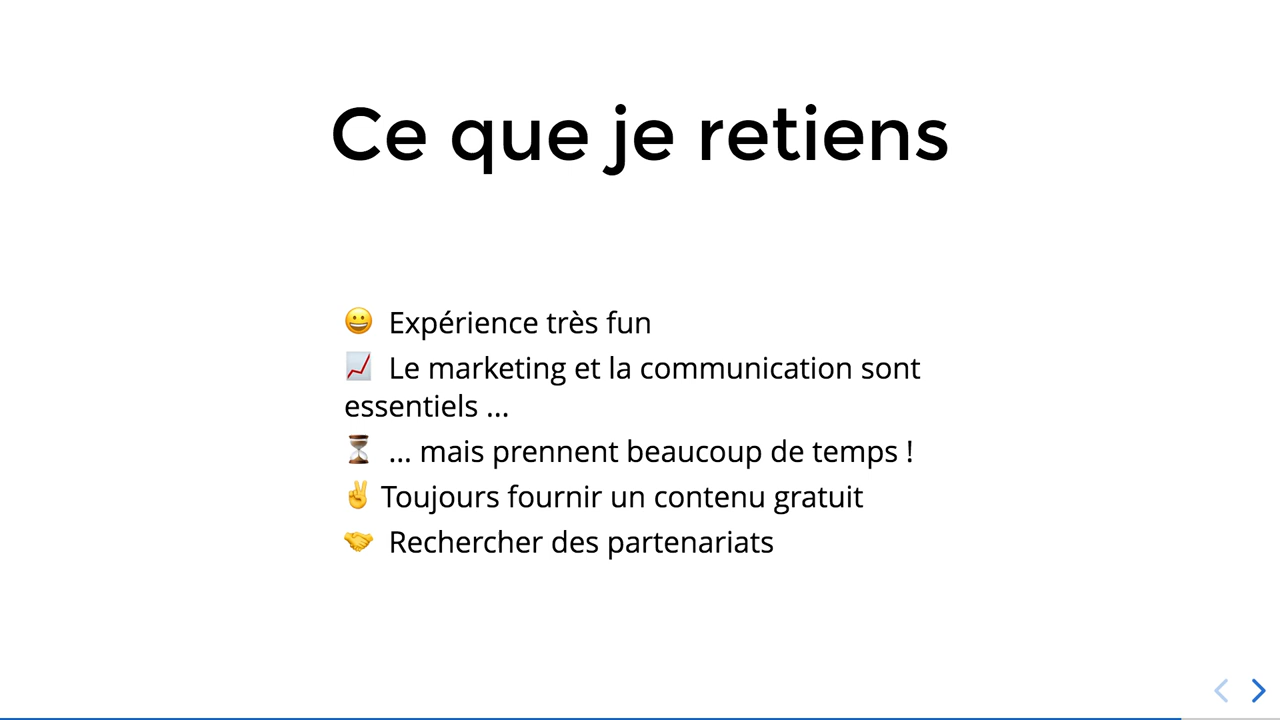 Ce que je retiens
😀 Expérience très fun
📈 Le marketing et la communication sont
essentiels ...
⏳ ... mais prennent beaucoup de temps !
✌️ Toujours fournir un contenu gratuit
🤝 Rechercher des partenariats